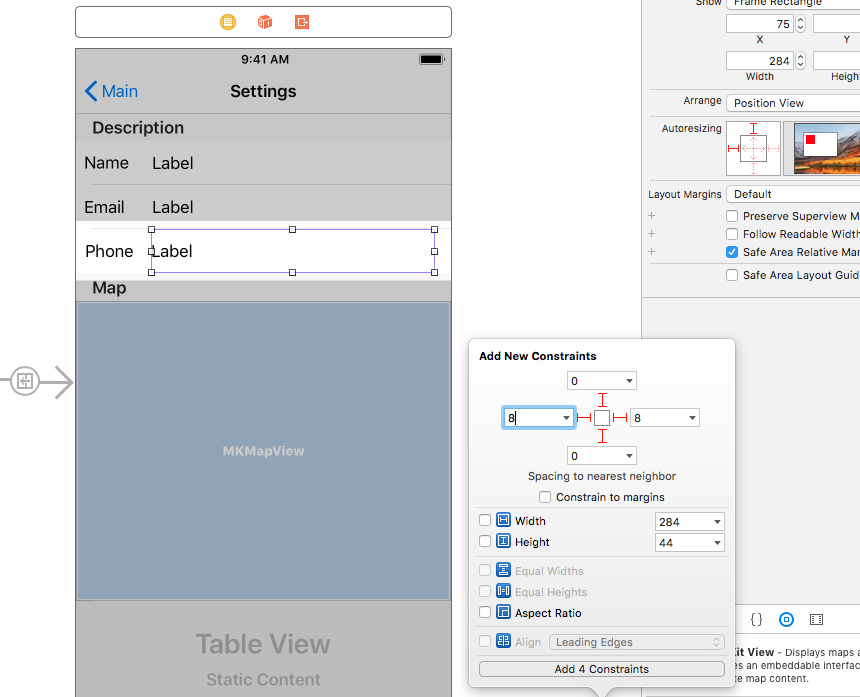 9:41 AM
Main
Settings
Description
Name Label
Email Label
Phone Label
Map
MKMapView
Table View
Static Content
Show Frame Rectangle
75
X Y
284
Width Height
Arrange Position View
Autoresizing
Layout Margins Default
Preserve Superview M
Follow Readable Width
Safe Area Relative Mar
Safe Area Layout Guid
Add New Constraints
0
8 8
0
Spacing to nearest neighbor
Constrain to margins
Width 284
Height 44
Equal Widths
Equal Heights
Aspect Ratio
Align Leading Edges
Add 4 Constraints
{}
it View - Displays maps a
es an embeddable interfac
te map content.